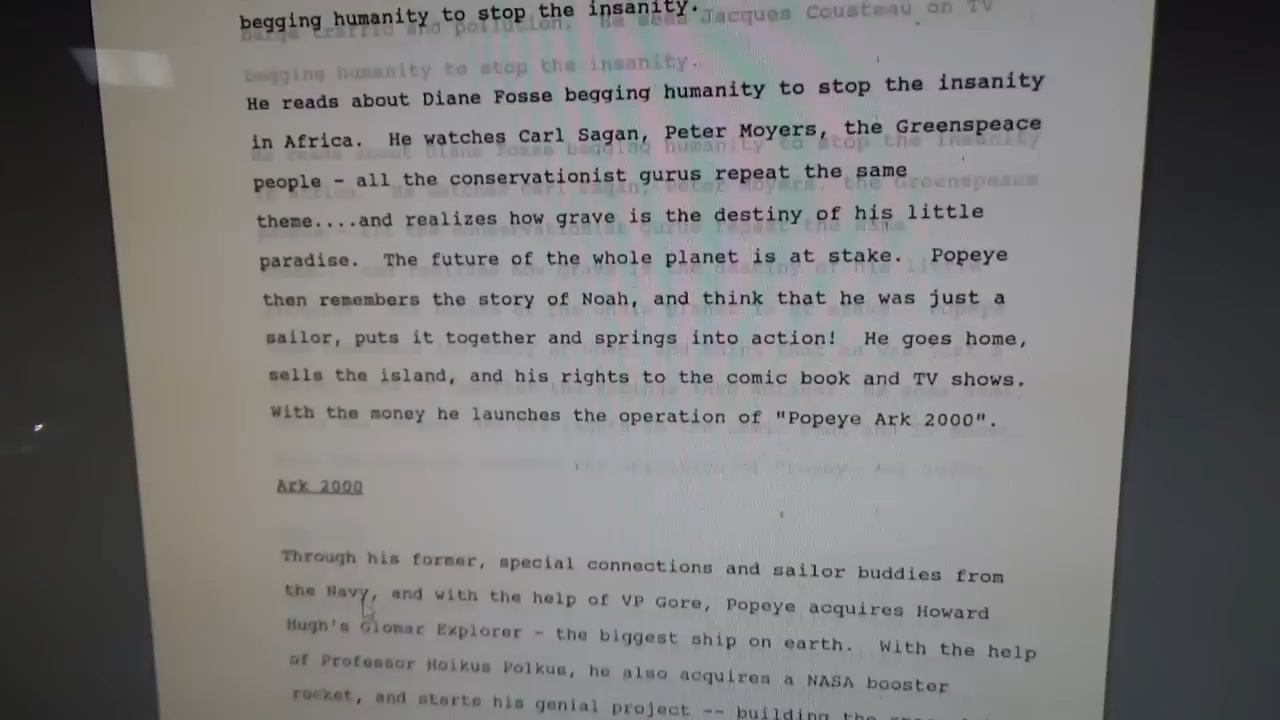 begging humanity to stop the insanity.
He reads about Diane Fosse begging humanity to stop the insanity
in Africa. He watches Carl Sagan, Peter Moyers, the Greenspeace
people - all the conservationist gurus repeat the same
theme....and realizes how grave is the destiny of his little
paradise. The future of the whole planet is at stake. Popeye
then remembers the story of Noah, and think that he was just a
sailor, puts it together and springs into action! He goes home,
sells the island, and his rights to the comic book and TV shows.
With the money he launches the operation of "Popeye Ark 2000".
Ark 2000
Through his former, special connections and sailor buddies from
the Navy, and with the help of VP Gore, Popeye acquires Howard
Hugh's Glomar Explorer - the biggest ship on earth. With the help
of Professor Hoikus Polkus, he also acquires a NASA booster
rocket, and starts his genial project -- building the